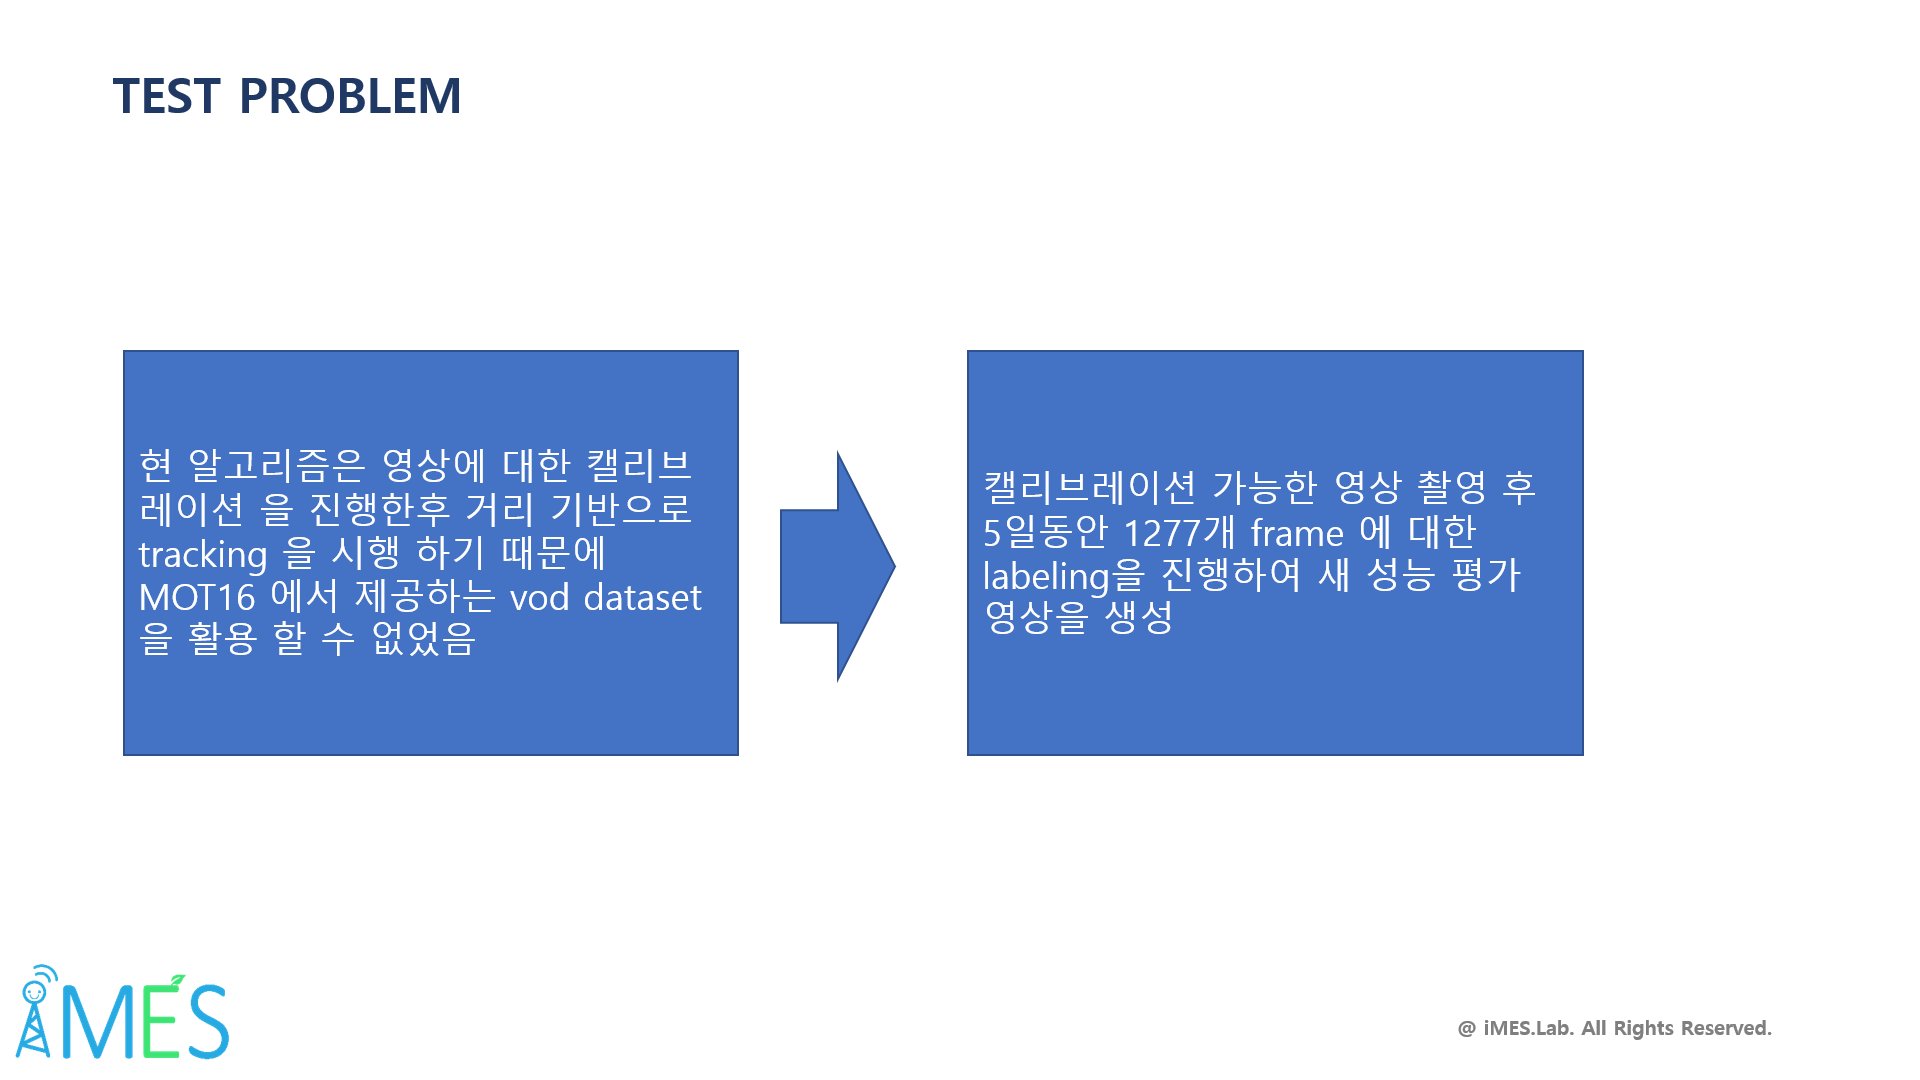 TEST PROBLEM
현 알고리즘은 영상에 대한 캘리브
레이션 을 진행한후 거리 기반으로
tracking 을 시행 하기 때문에
MOT16 에서 제공하는 vod dataset
을 활용 할 수 없었음
캘리브레이션 가능한 영상 촬영 후
5일동안 1277개 frame 에 대한
labeling을 진행하여 새 성능 평가
영상을 생성
iMES
@ iMES.Lab. All Rights Reserved.